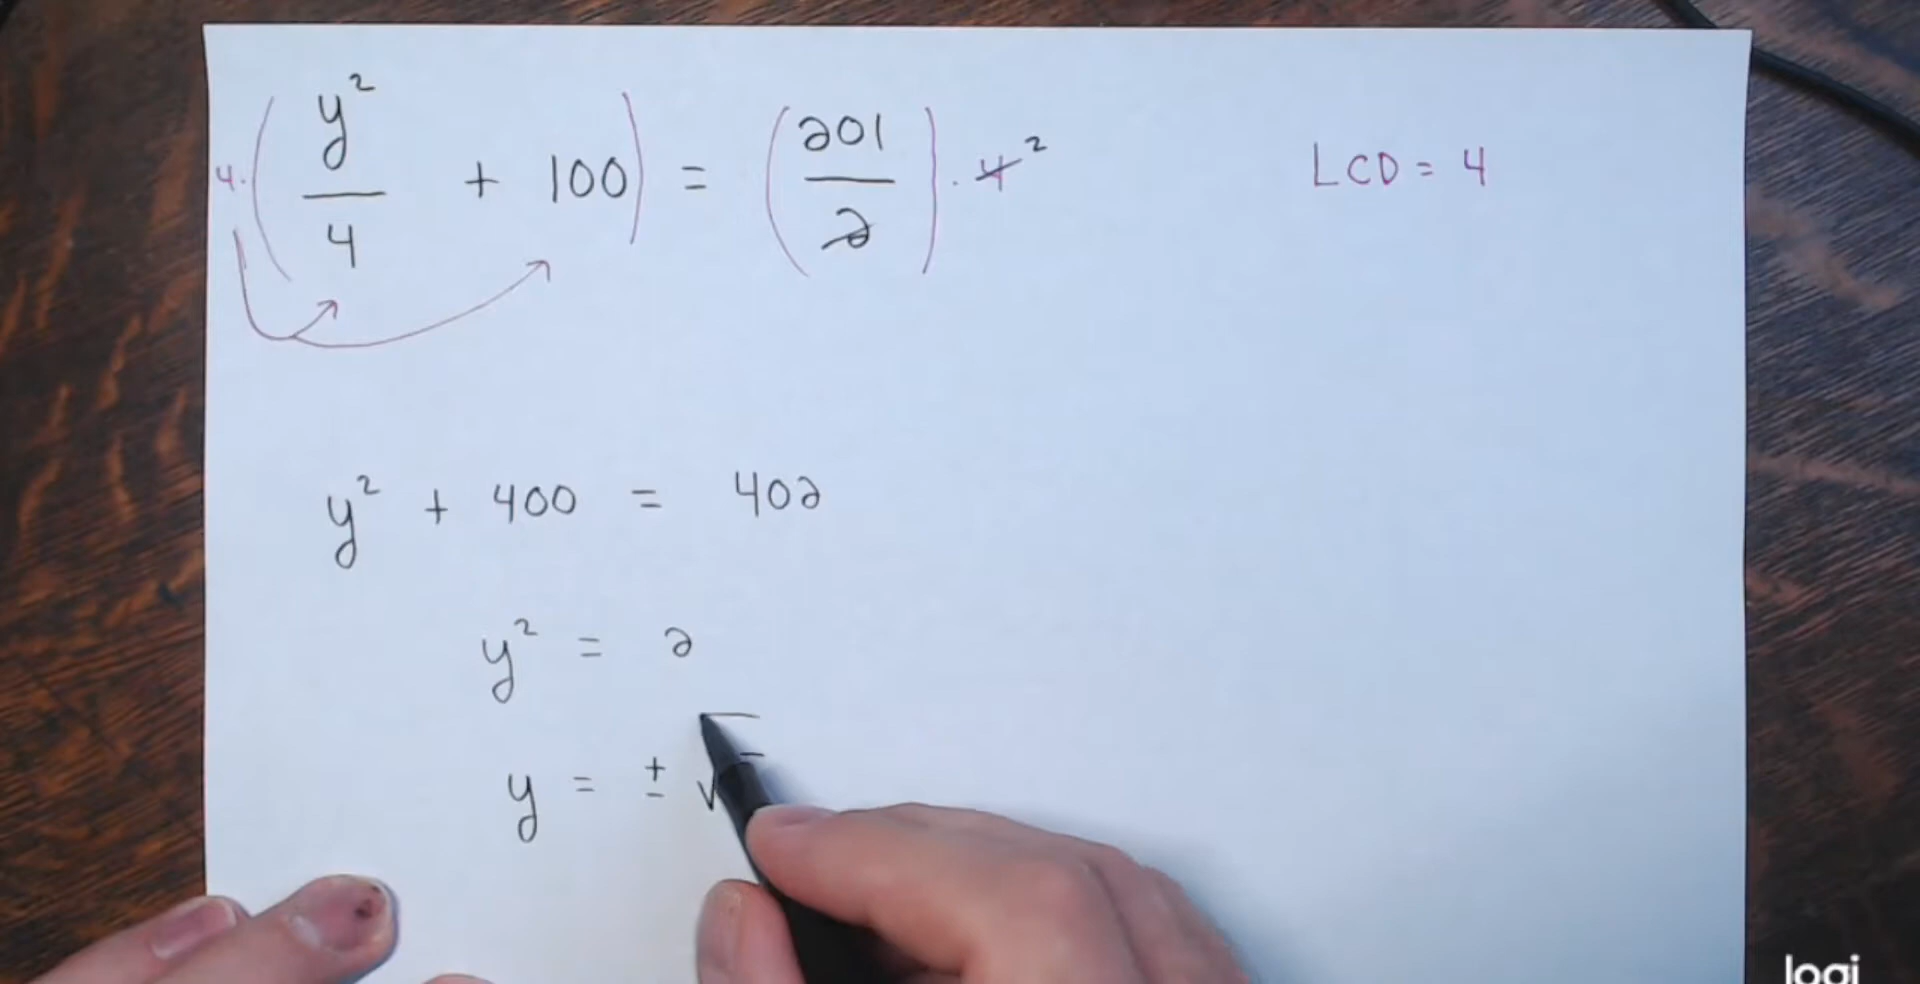 4·(y²/4 + 100) = (201/2)·4²
LCD = 4
y² + 400 = 402
y² = 2
y = ± √
logi